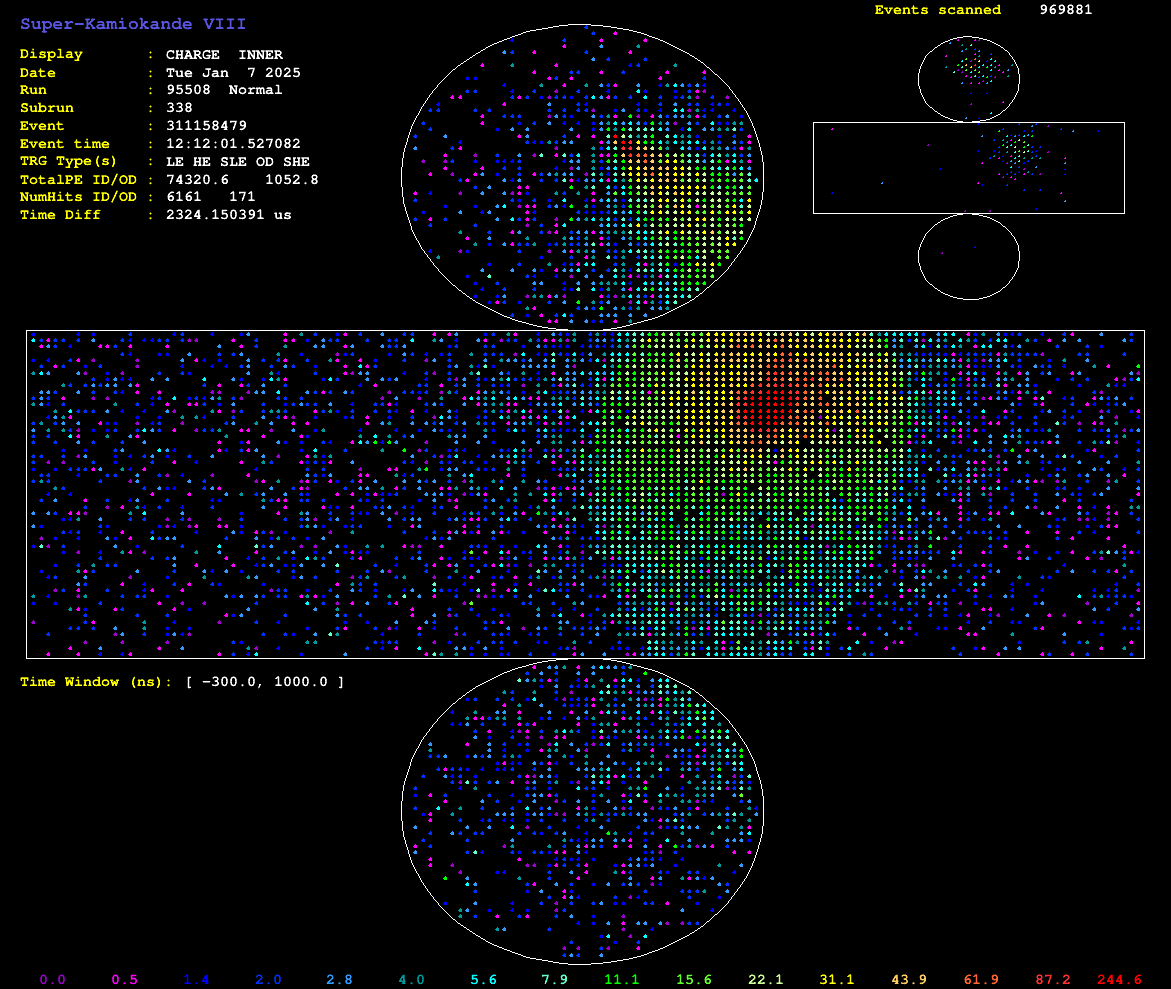 Super-Kamiokande VIII
Events scanned 969881
Display : CHARGE INNER
Date : Tue Jan 7 2025
Run : 95508 Normal
Subrun : 338
Event : 311158479
Event time : 12:12:01.527082
TRG Type(s) : LE HE SLE OD SHE
TotalPE ID/OD : 74320.6 1052.8
NumHits ID/OD : 6161 171
Time Diff : 2324.150391 us
Time Window (ns): [ -300.0, 1000.0 ]
0.0 0.5 1.4 2.0 2.8 4.0 5.6 7.9 11.1 15.6 22.1 31.1 43.9 61.9 87.2 244.6